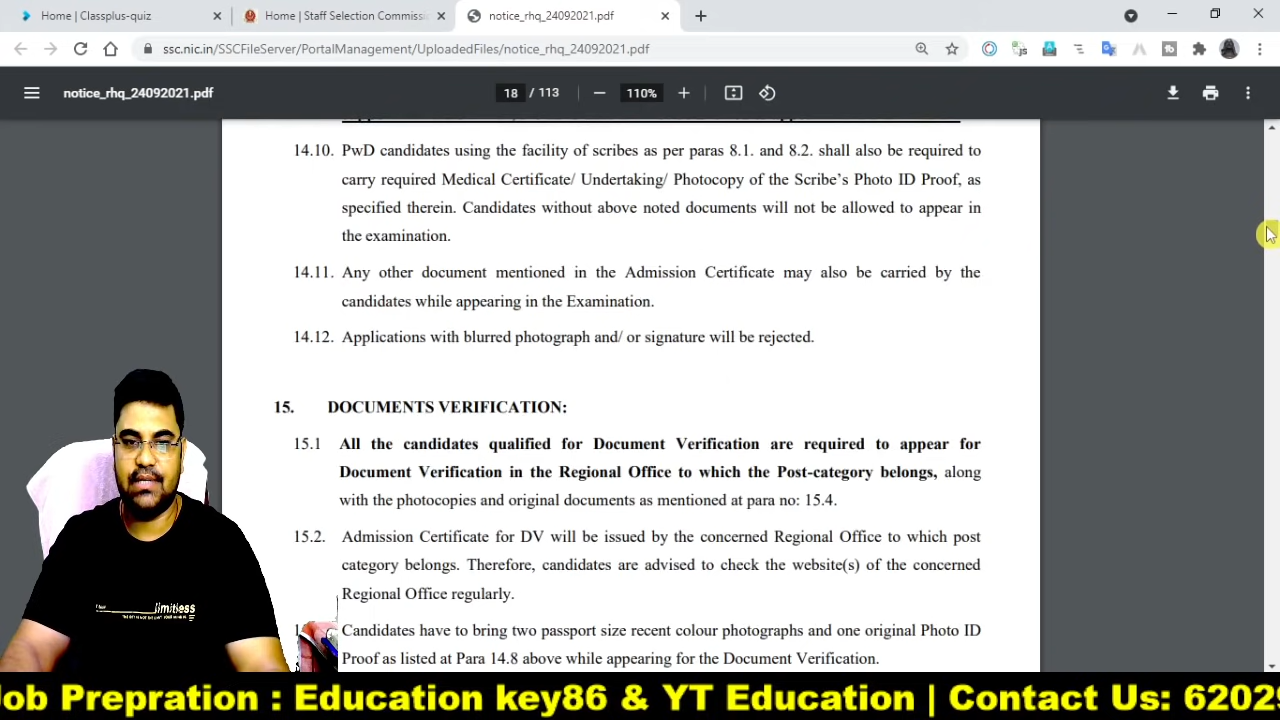 Home | Classplus-quiz
Home | Staff Selection Commissi
notice_rhq_24092021.pdf
ssc.nic.in/SSCFileServer/PortalManagement/UploadedFiles/notice_rhq_24092021.pdf
notice_rhq_24092021.pdf
18 / 113
110%
14.10. PwD candidates using the facility of scribes as per paras 8.1. and 8.2. shall also be required to
carry required Medical Certificate/ Undertaking/ Photocopy of the Scribe's Photo ID Proof, as
specified therein. Candidates without above noted documents will not be allowed to appear in
the examination.
14.11. Any other document mentioned in the Admission Certificate may also be carried by the
candidates while appearing in the Examination.
14.12. Applications with blurred photograph and/ or signature will be rejected.
15. DOCUMENTS VERIFICATION:
15.1 All the candidates qualified for Document Verification are required to appear for
Document Verification in the Regional Office to which the Post-category belongs, along
with the photocopies and original documents as mentioned at para no: 15.4.
15.2. Admission Certificate for DV will be issued by the concerned Regional Office to which post
category belongs. Therefore, candidates are advised to check the website(s) of the concerned
Regional Office regularly.
Candidates have to bring two passport size recent colour photographs and one original Photo ID
Proof as listed at Para 14.8 above while appearing for the Document Verification.
limitless
Job Prepration : Education key86 & YT Education | Contact Us: 6202